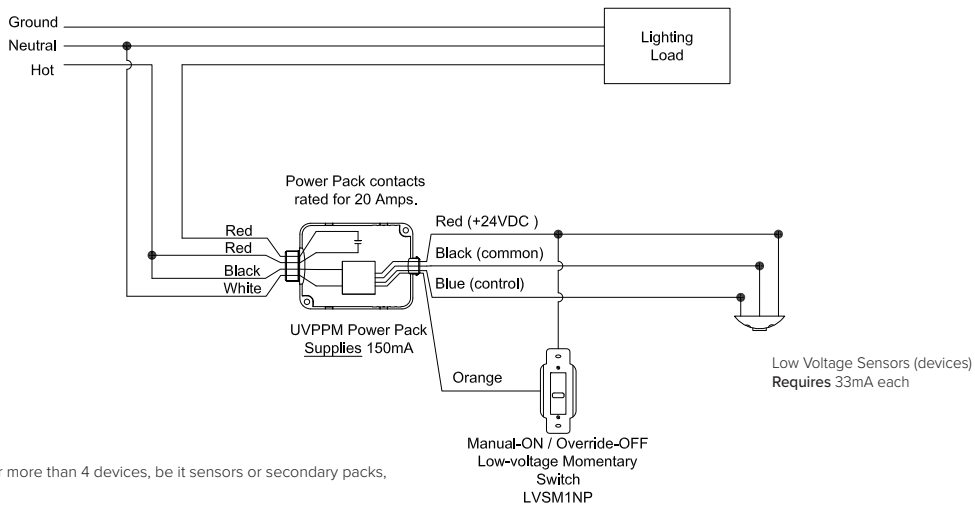 Ground
Neutral
Hot
Lighting
Load
Power Pack contacts
rated for 20 Amps.
Red
Red
Black
White
Red (+24VDC )
Black (common)
Blue (control)
UVPPM Power Pack
Supplies 150mA
Orange
Low Voltage Sensors (devices)
Requires 33mA each
Manual-ON / Override-OFF
Low-voltage Momentary
Switch
LVSM1NP
more than 4 devices, be it sensors or secondary packs,